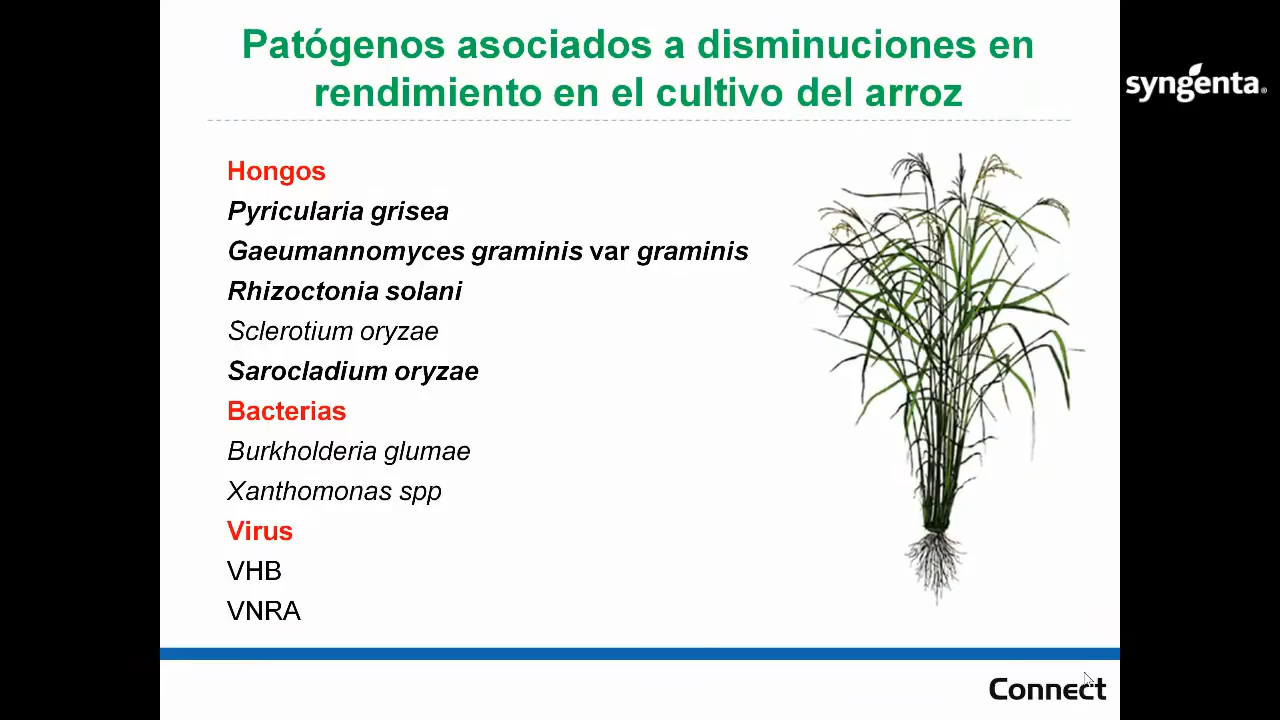 Patógenos asociados a disminuciones en
rendimiento en el cultivo del arroz
syngenta®
Hongos
Pyricularia grisea
Gaeumannomyces graminis var graminis
Rhizoctonia solani
Sclerotium oryzae
Sarocladium oryzae
Bacterias
Burkholderia glumae
Xanthomonas spp
Virus
VHB
VNRA
Connect